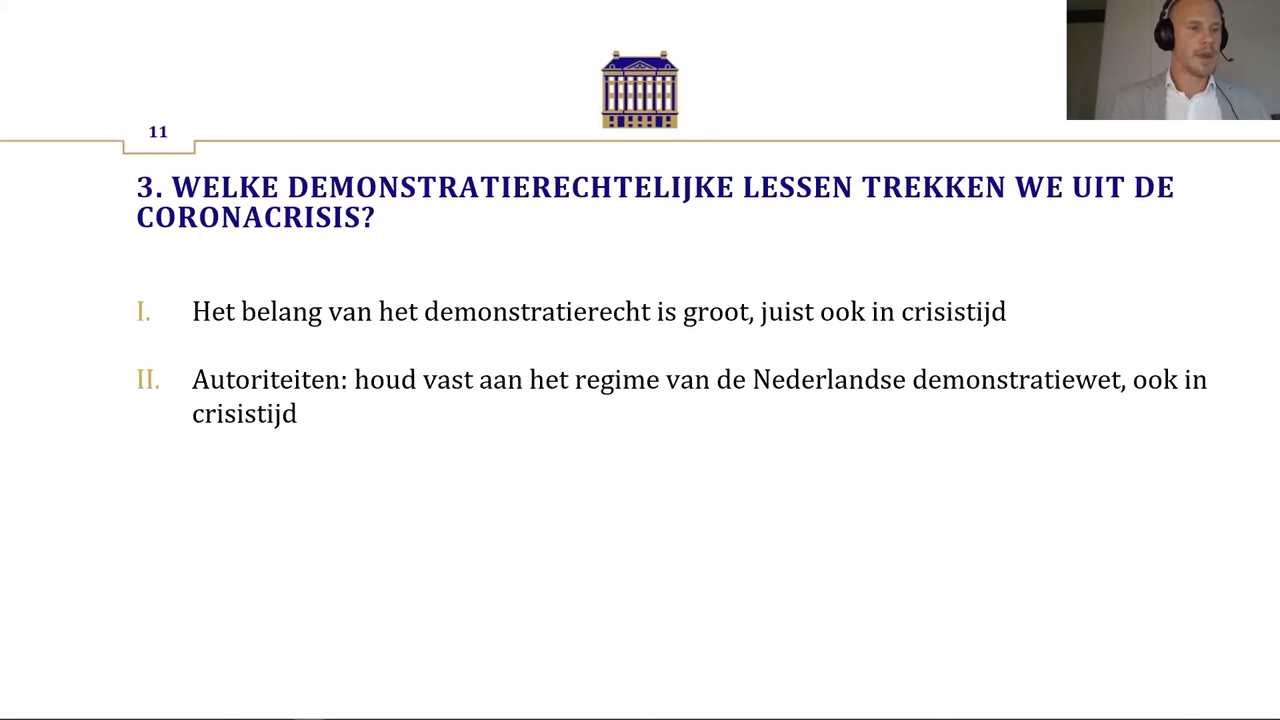 11
3. WELKE DEMONSTRATIERECHTELIJKE LESSEN TREKKEN WE UIT DE
CORONACRISIS?
I. Het belang van het demonstratierecht is groot, juist ook in crisistijd
II. Autoriteiten: houd vast aan het regime van de Nederlandse demonstratiewet, ook in
crisistijd